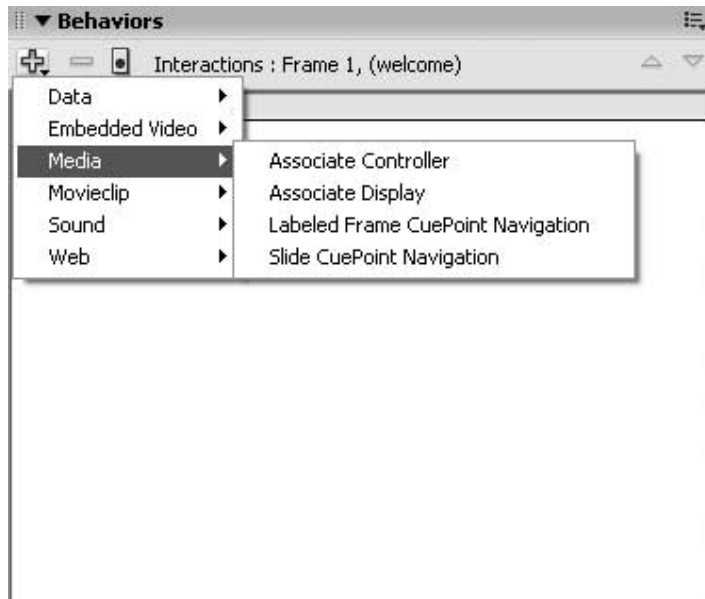 Behaviors
Interactions : Frame 1, (welcome)
Data
Embedded Video
Media
Associate Controller
Movieclip
Associate Display
Sound
Labeled Frame CuePoint Navigation
Web
Slide CuePoint Navigation